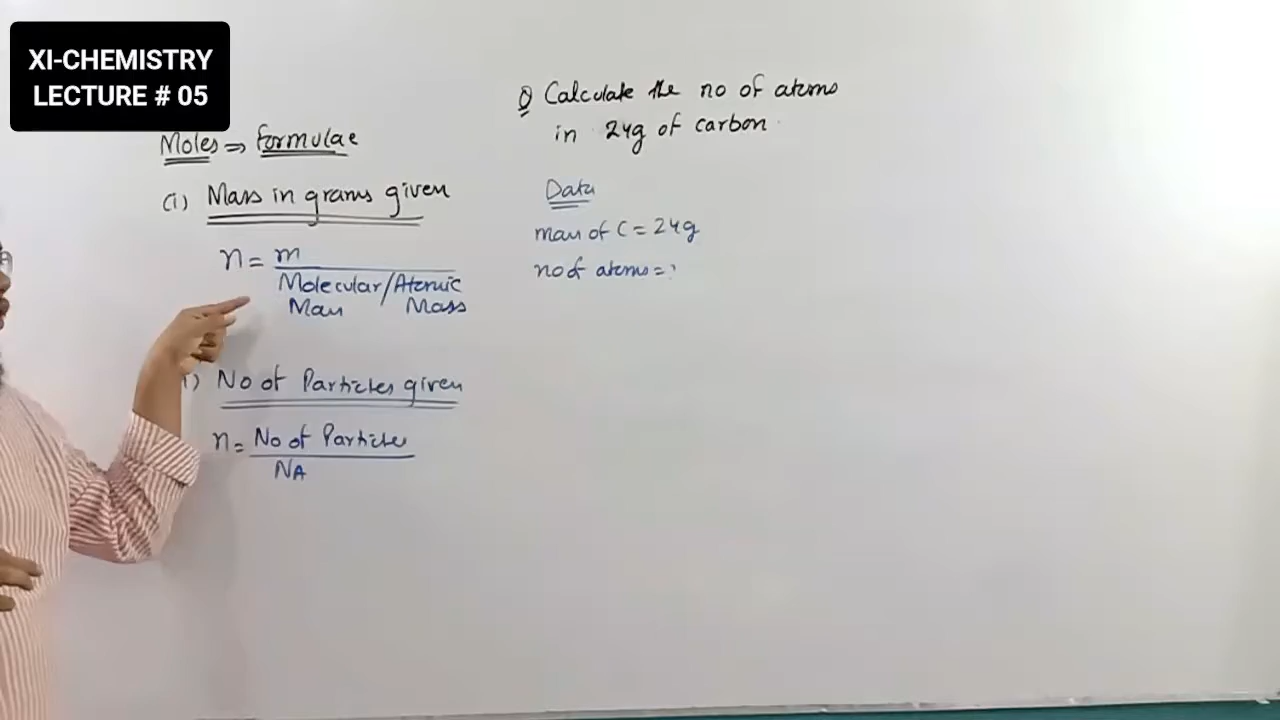 XI-CHEMISTRY
LECTURE # 05
Moles ⇒ formulae
(i) Mass in grams given
n = m
Molecular/Atomic
Mass Mass
i) No of Particles given
n = No of Particles
NA
Q Calculate the no of atoms
in 24g of carbon
Data
mass of C = 24g
no of atoms = ?